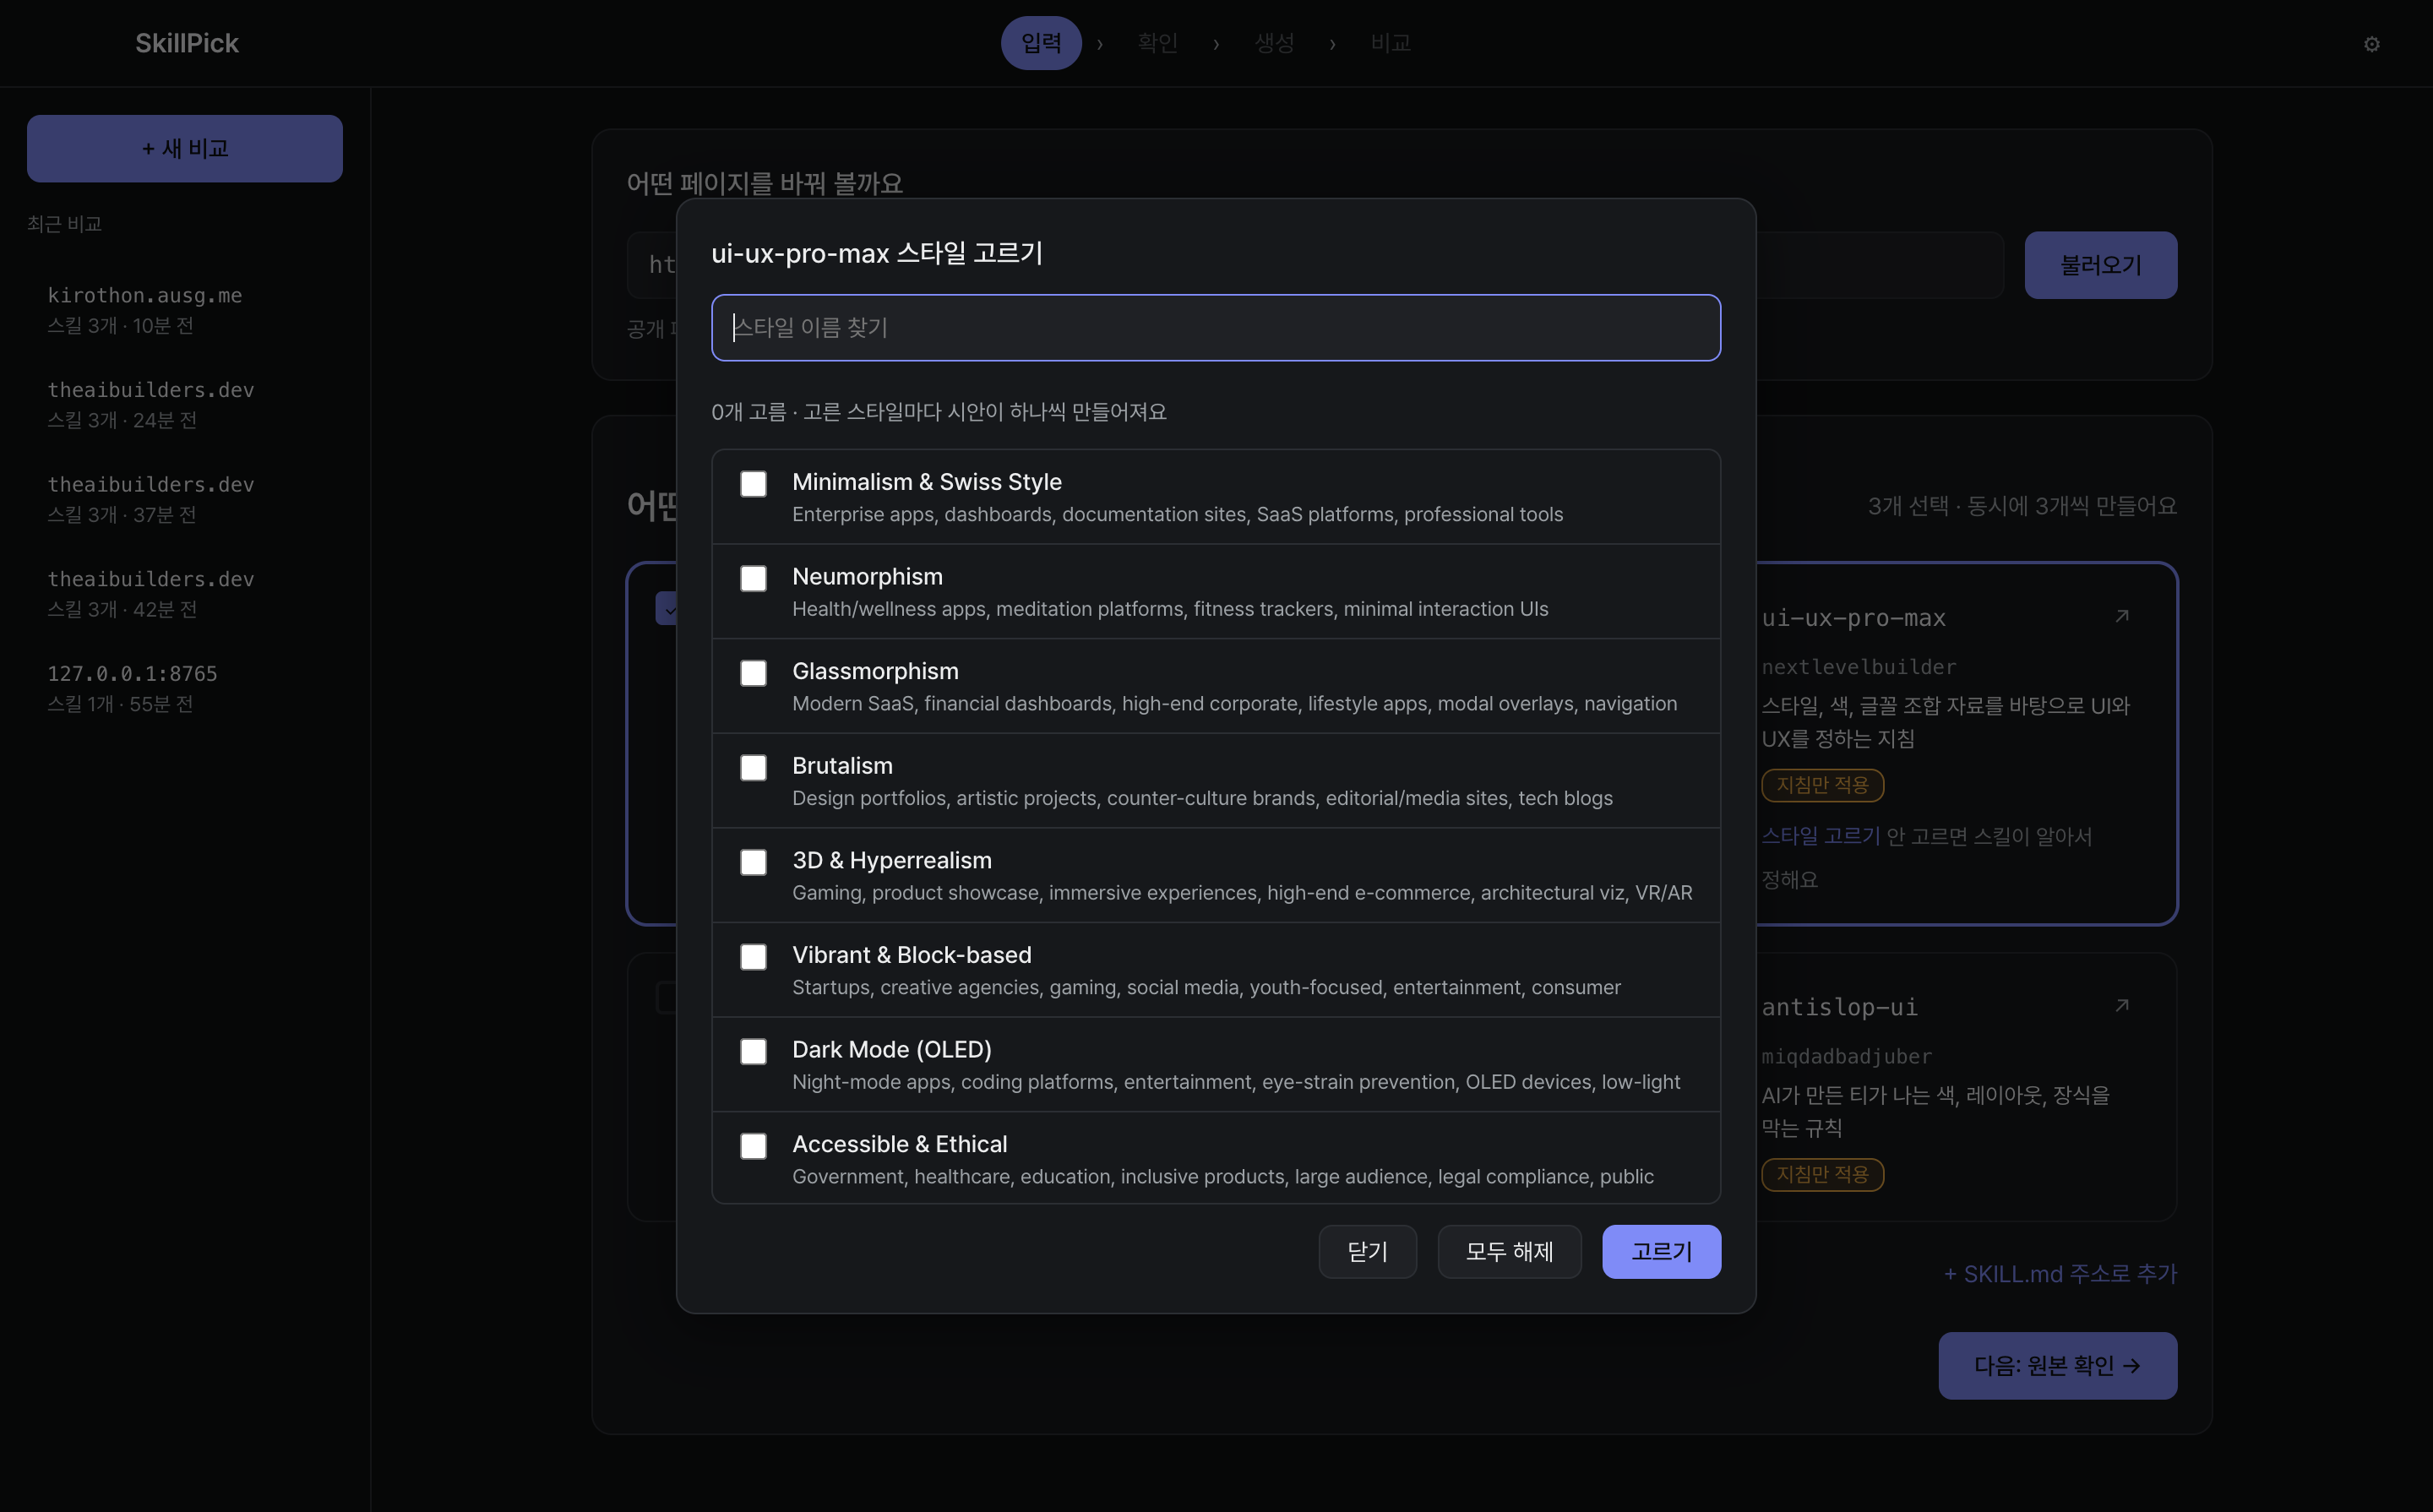 SkillPick
입력 › 확인 › 생성 › 비교
+ 새 비교
최근 비교
kirothon.ausg.me
스킬 3개 · 10분 전
theaibuilders.dev
스킬 3개 · 24분 전
theaibuilders.dev
스킬 3개 · 37분 전
theaibuilders.dev
스킬 3개 · 42분 전
127.0.0.1:8765
스킬 1개 · 55분 전
어떤 페이지를 바꿔 볼까요
불러오기
공개
ui-ux-pro-max 스타일 고르기
스타일 이름 찾기
0개 고름 · 고른 스타일마다 시안이 하나씩 만들어져요
Minimalism & Swiss Style
Enterprise apps, dashboards, documentation sites, SaaS platforms, professional tools
Neumorphism
Health/wellness apps, meditation platforms, fitness trackers, minimal interaction UIs
Glassmorphism
Modern SaaS, financial dashboards, high-end corporate, lifestyle apps, modal overlays, navigation
Brutalism
Design portfolios, artistic projects, counter-culture brands, editorial/media sites, tech blogs
3D & Hyperrealism
Gaming, product showcase, immersive experiences, high-end e-commerce, architectural viz, VR/AR
Vibrant & Block-based
Startups, creative agencies, gaming, social media, youth-focused, entertainment, consumer
Dark Mode (OLED)
Night-mode apps, coding platforms, entertainment, eye-strain prevention, OLED devices, low-light
Accessible & Ethical
Government, healthcare, education, inclusive products, large audience, legal compliance, public
닫기
모두 해제
고르기
3개 선택 · 동시에 3개씩 만들어요
ui-ux-pro-max
nextlevelbuilder
스타일, 색, 글꼴 조합 자료를 바탕으로 UI와
UX를 정하는 지침
지침만 적용
스타일 고르기 안 고르면 스킬이 알아서
정해요
antislop-ui
miqdadbadjuber
AI가 만든 티가 나는 색, 레이아웃, 장식을
막는 규칙
지침만 적용
+ SKILL.md 주소로 추가
다음: 원본 확인 →